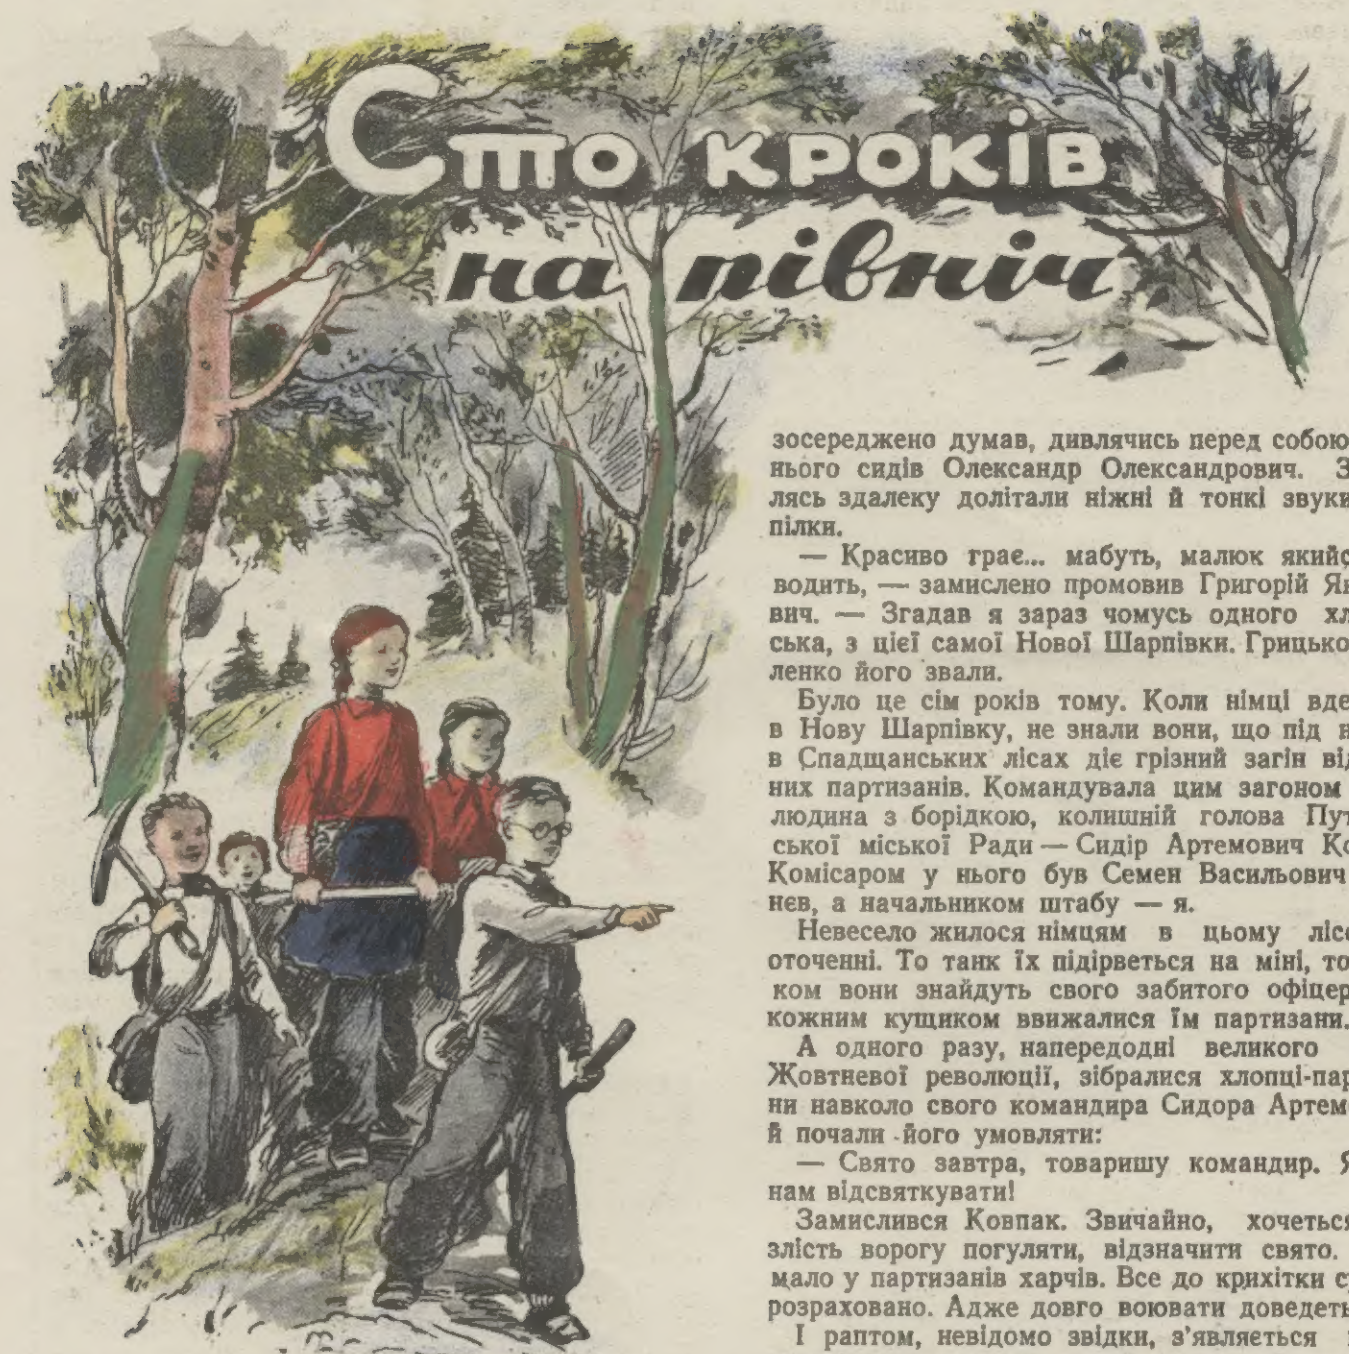 Сто кроків
на північ
зосереджено думав, дивлячись перед собою
нього сидів Олександр Олександрович. З
лясь здалеку долітали ніжні й тонкі звуки
пілки.
— Красиво грає... мабуть, малюк якийс
водить, — замислено промовив Григорій Як
вич. — Згадав я зараз чомусь одного хл
ська, з цієї самої Нової Шарпівки. Грицько
ленко його звали.
Було це сім років тому. Коли німці вде
в Нову Шарпівку, не знали вони, що під н
в Спадщанських лісах діє грізний загін від
них партизанів. Командувала цим загоном
людина з борідкою, колишній голова Пут
ської міської Ради — Сидір Артемович Ко
Комісаром у нього був Семен Васильович
нєв, а начальником штабу — я.
Невесело жилося німцям в цьому ліс
оточенні. То танк їх підірветься на міні, то
ком вони знайдуть свого забитого офіцер
кожним кущиком ввижалися їм партизани.
А одного разу, напередодні великого
Жовтневої революції, зібралися хлопці-пар
ни навколо свого командира Сидора Артем
й почали його умовляти:
— Свято завтра, товаришу командир. Я
нам відсвяткувати!
Замислився Ковпак. Звичайно, хочеться
злість ворогу погуляти, відзначити свято.
мало у партизанів харчів. Все до крихітки с
розраховано. Адже довго воювати доведеть
І раптом, невідомо звідки, з'являється